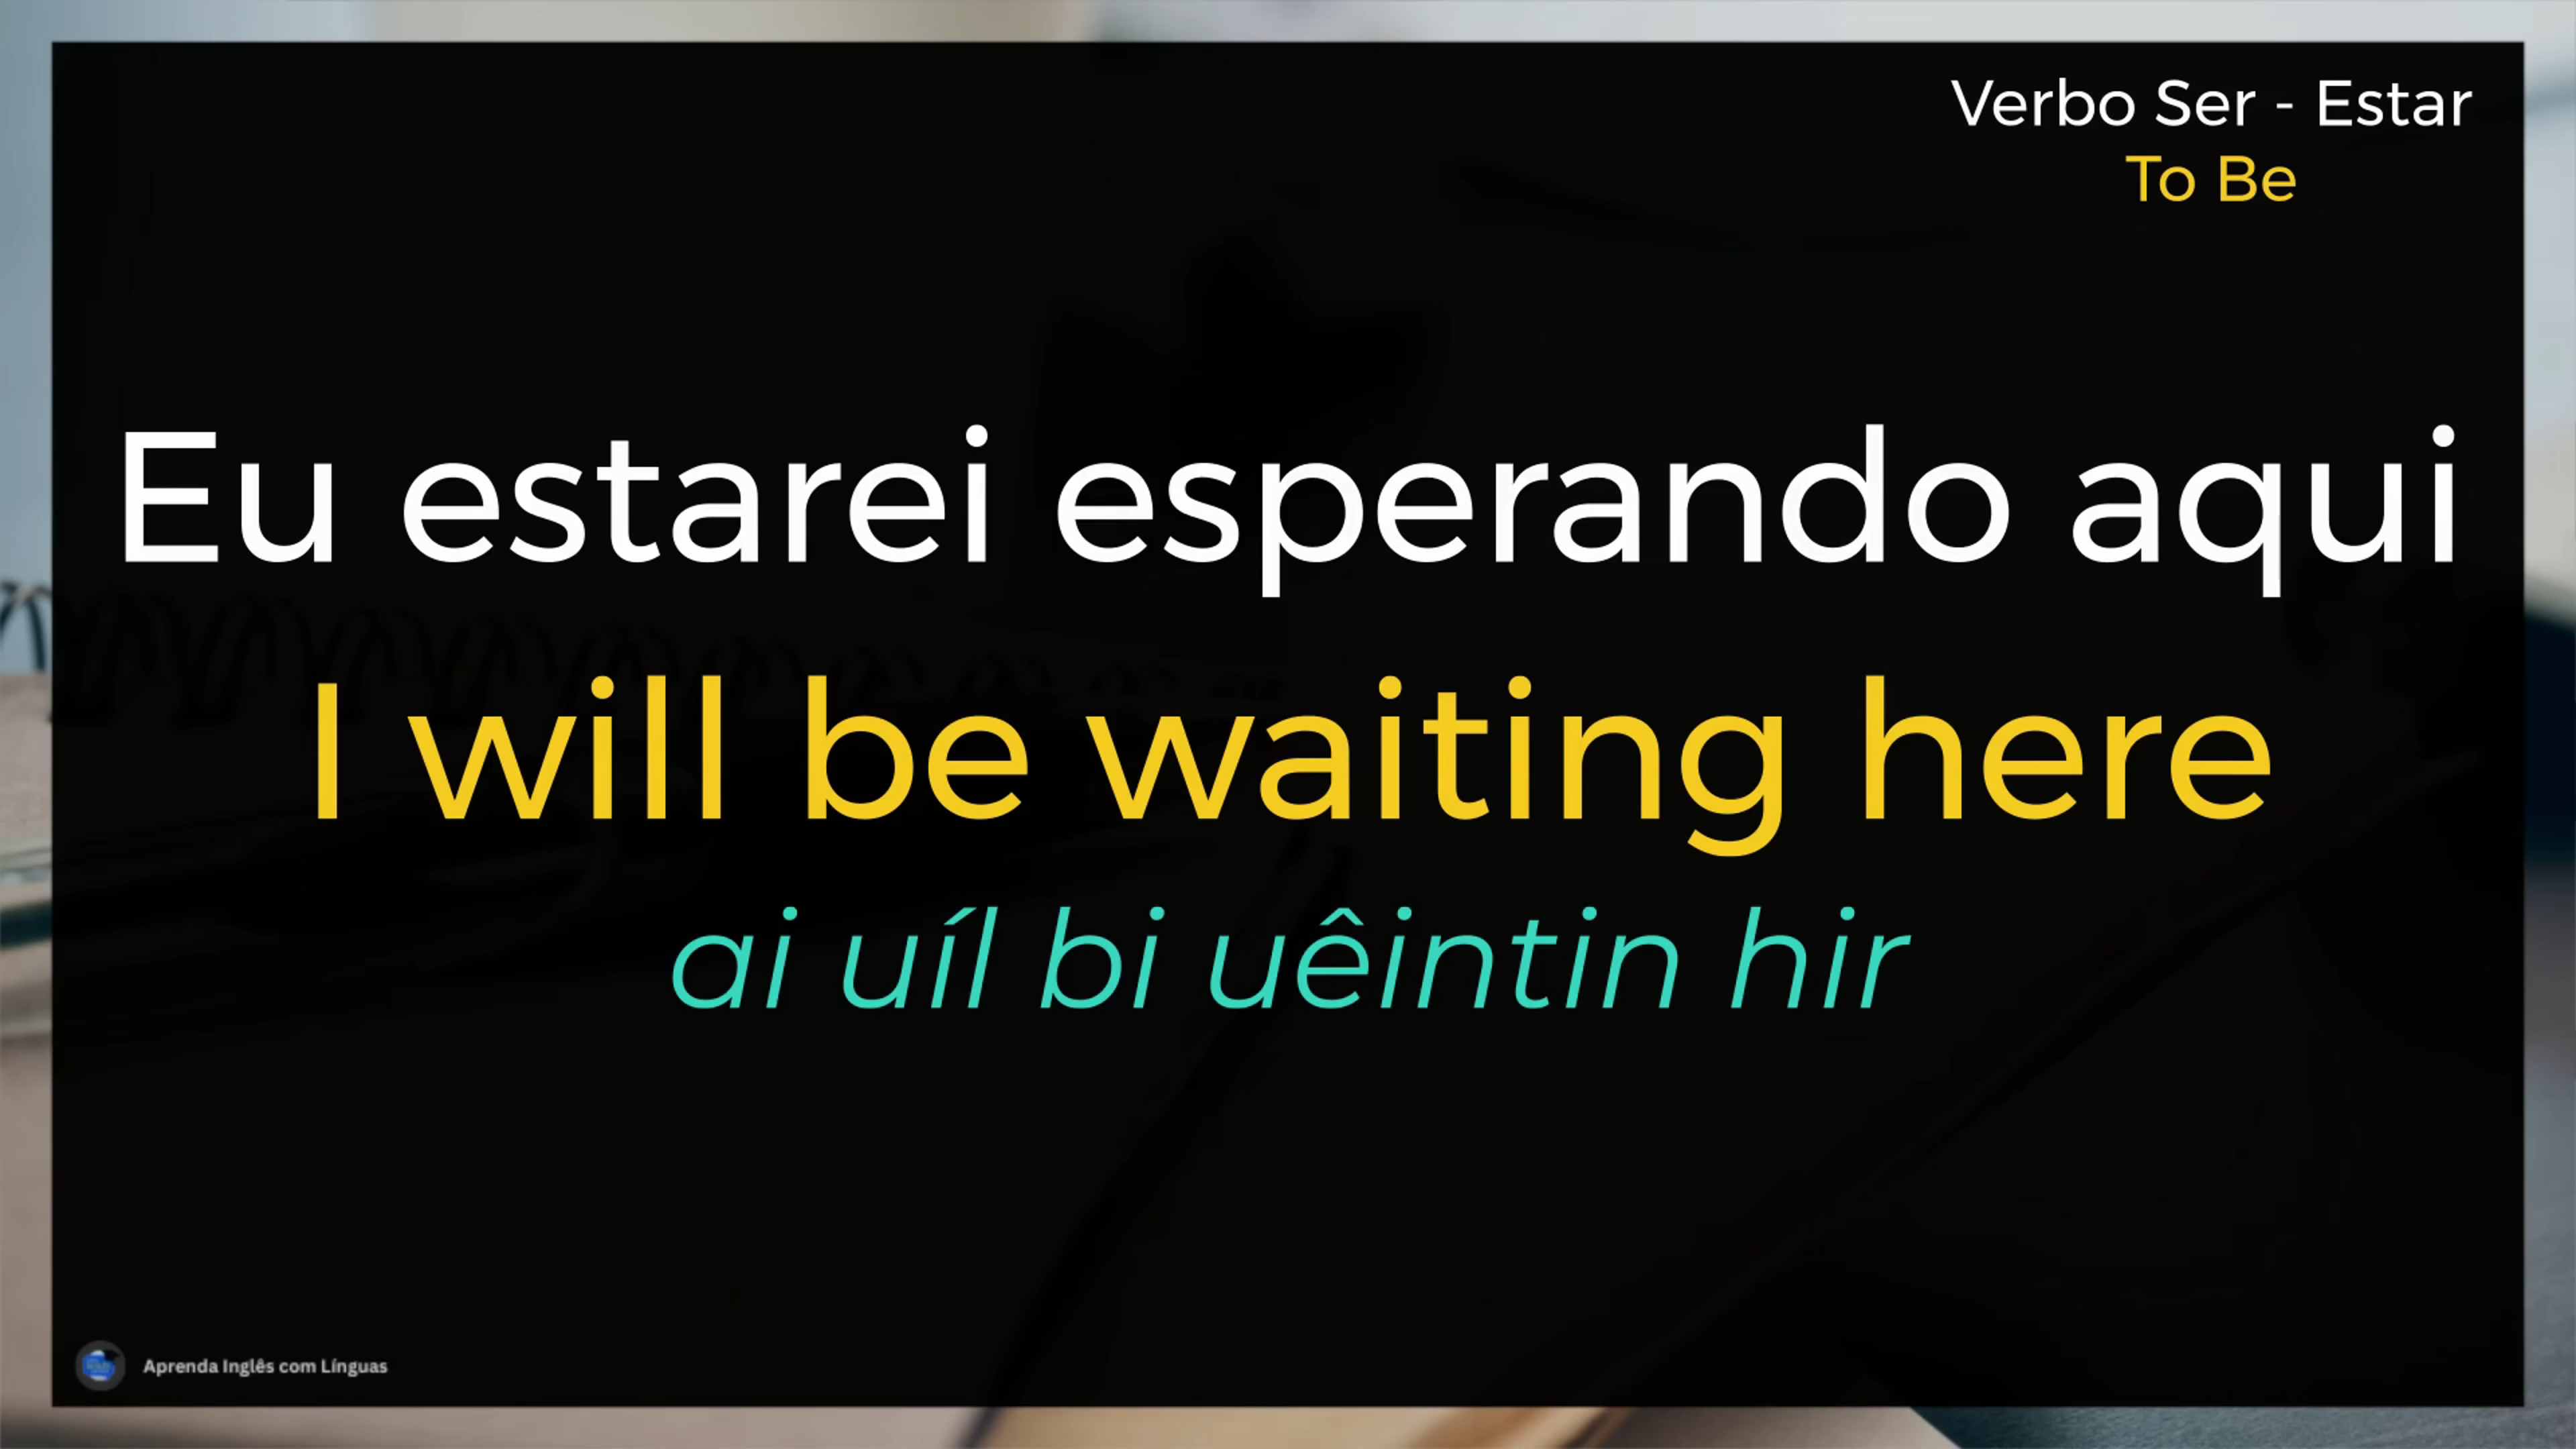 Verbo Ser - Estar
To Be
Eu estarei esperando aqui
I will be waiting here
ai uíl bi uêintin hir
Aprenda Inglês com Línguas